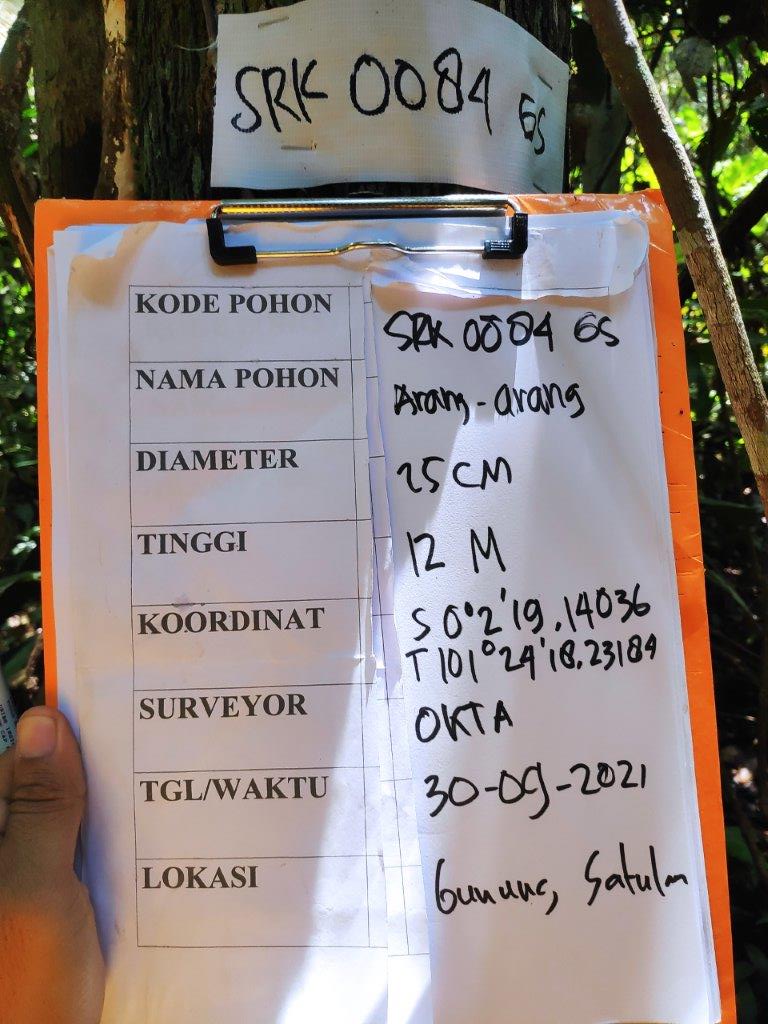 SRK 0084 GS
KODE POHON SRK 0084 GS
NAMA POHON Arang-arang
DIAMETER 25 CM
TINGGI 12 M
KOORDINAT S 0°2'19.14036
T 101°24'18.23184
SURVEYOR OKTA
TGL/WAKTU 30-09-2021
LOKASI Gunung